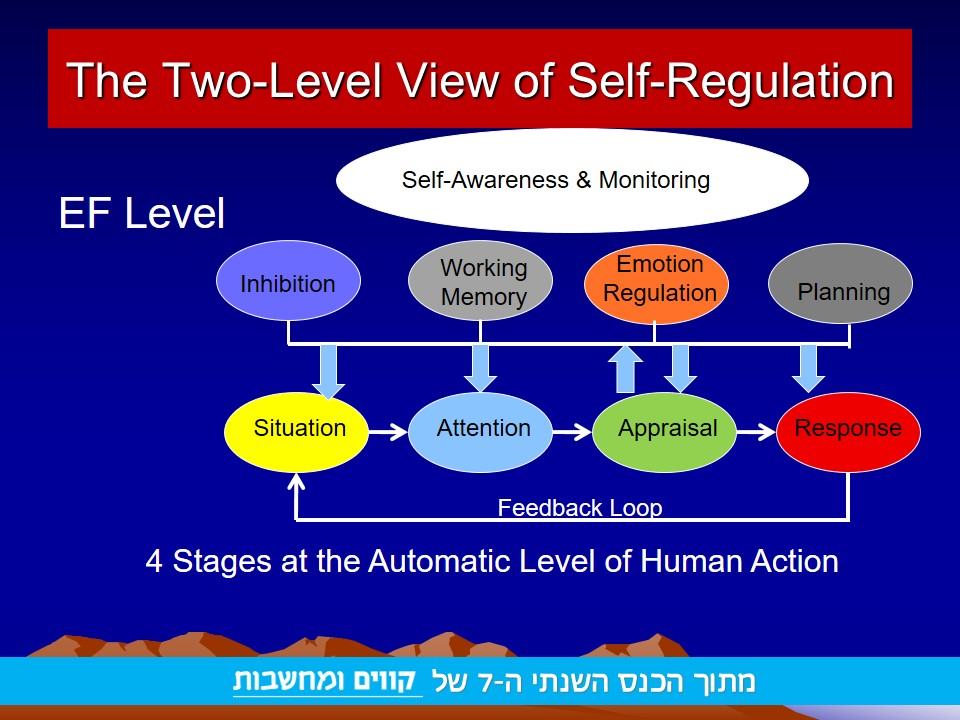 The Two-Level View of Self-Regulation
Self-Awareness & Monitoring
EF Level
Inhibition
Working
Memory
Emotion
Regulation
Planning
Situation
Attention
Appraisal
Response
Feedback Loop
4 Stages at the Automatic Level of Human Action
מתוך הכנס השנתי ה-7 של קווים ומחשבות